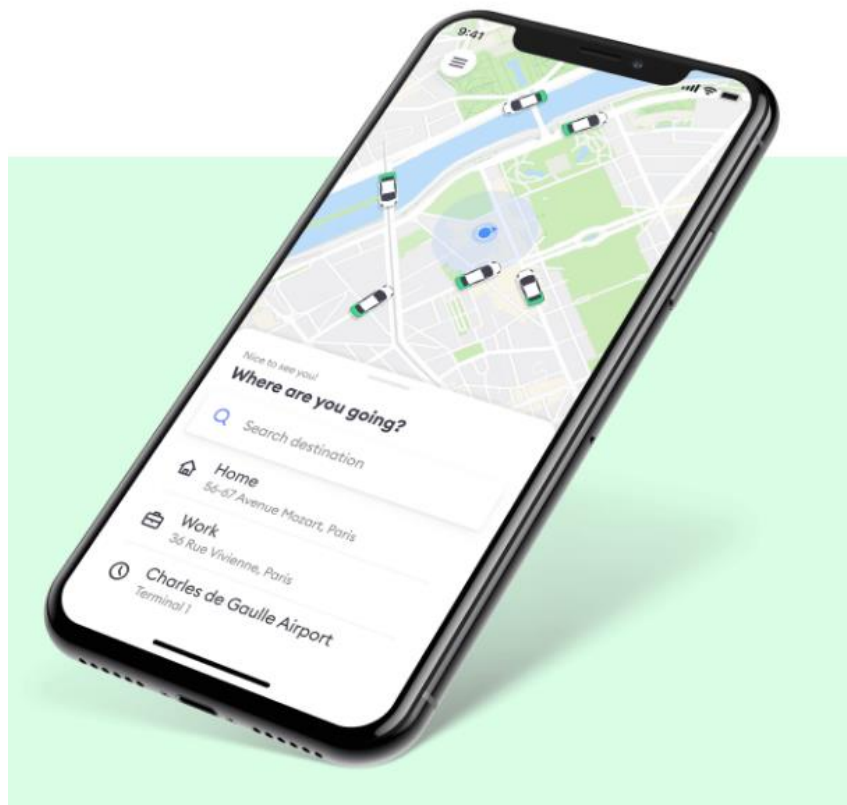 9:41
Nice to see you!
Where are you going?
Search destination
Home
56-67 Avenue Mozart, Paris
Work
36 Rue Vivienne, Paris
Charles de Gaulle Airport
Terminal 1